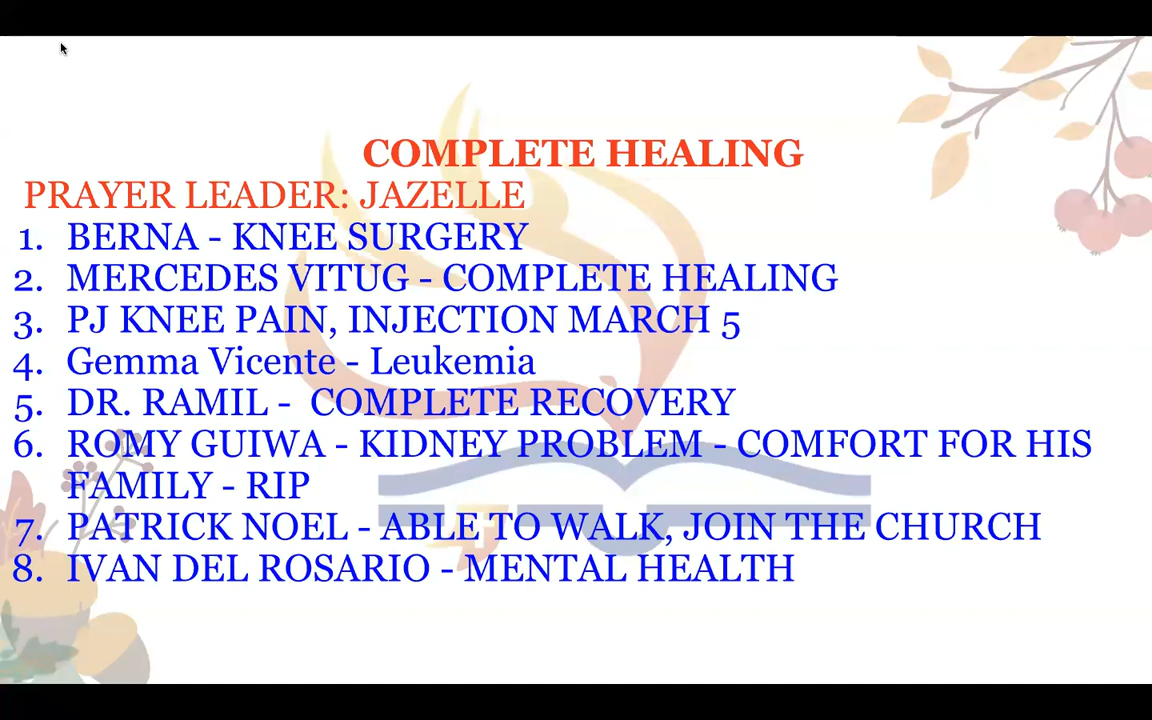 COMPLETE HEALING
PRAYER LEADER: JAZELLE
1. BERNA - KNEE SURGERY
2. MERCEDES VITUG - COMPLETE HEALING
3. PJ KNEE PAIN, INJECTION MARCH 5
4. Gemma Vicente - Leukemia
5. DR. RAMIL - COMPLETE RECOVERY
6. ROMY GUIWA - KIDNEY PROBLEM - COMFORT FOR HIS
FAMILY - RIP
7. PATRICK NOEL - ABLE TO WALK, JOIN THE CHURCH
8. IVAN DEL ROSARIO - MENTAL HEALTH